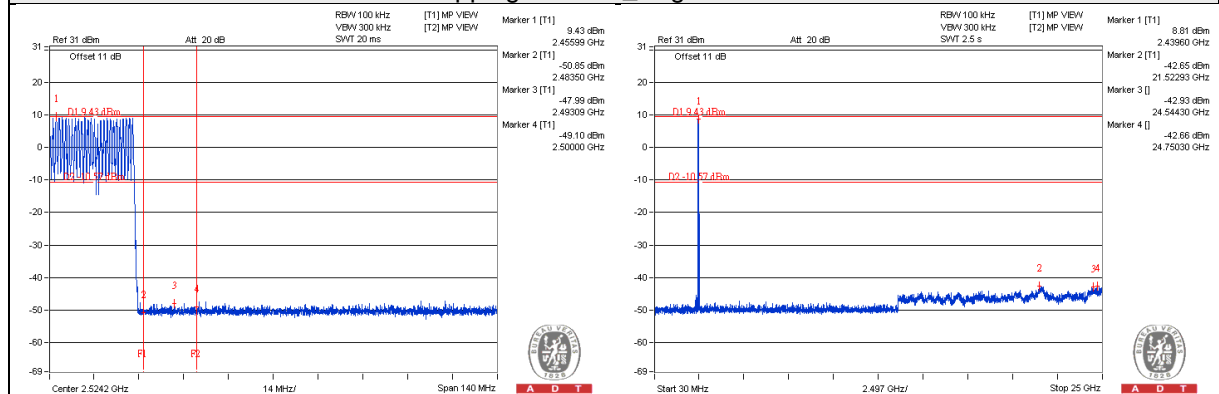 RBW 100 kHz [T1] MP VIEW
VBW 300 kHz [T2] MP VIEW
Ref 31 dBm Att 20 dB SWT 20 ms
Offset 11 dB
Marker 1 [T1]
9.43 dBm
2.45599 GHz
Marker 2 [T1]
-50.85 dBm
2.48350 GHz
Marker 3 [T1]
-47.99 dBm
2.49309 GHz
Marker 4 [T1]
-49.10 dBm
2.50000 GHz
31
20
10
0
-10
-20
-30
-40
-50
-60
-69
1
D1 9.43 dBm
2
3
4
F1
F2
Center 2.5242 GHz 14 MHz/ Span 140 MHz
BUREAU VERITAS
1828
A D T
RBW 100 kHz [T1] MP VIEW
VBW 300 kHz [T2] MP VIEW
Ref 31 dBm Att 20 dB SWT 2.5 s
Offset 11 dB
Marker 1 [T1]
8.81 dBm
2.43960 GHz
Marker 2 [T1]
-42.65 dBm
21.52293 GHz
Marker 3 []
-42.93 dBm
24.54430 GHz
Marker 4 []
-42.66 dBm
24.75030 GHz
31
20
10
0
-10
-20
-30
-40
-50
-60
-69
1
D1 9.43 dBm
D2 -10.57 dBm
2
34
Start 30 MHz 2.497 GHz/ Stop 25 GHz
BUREAU VERITAS
1828
A D T